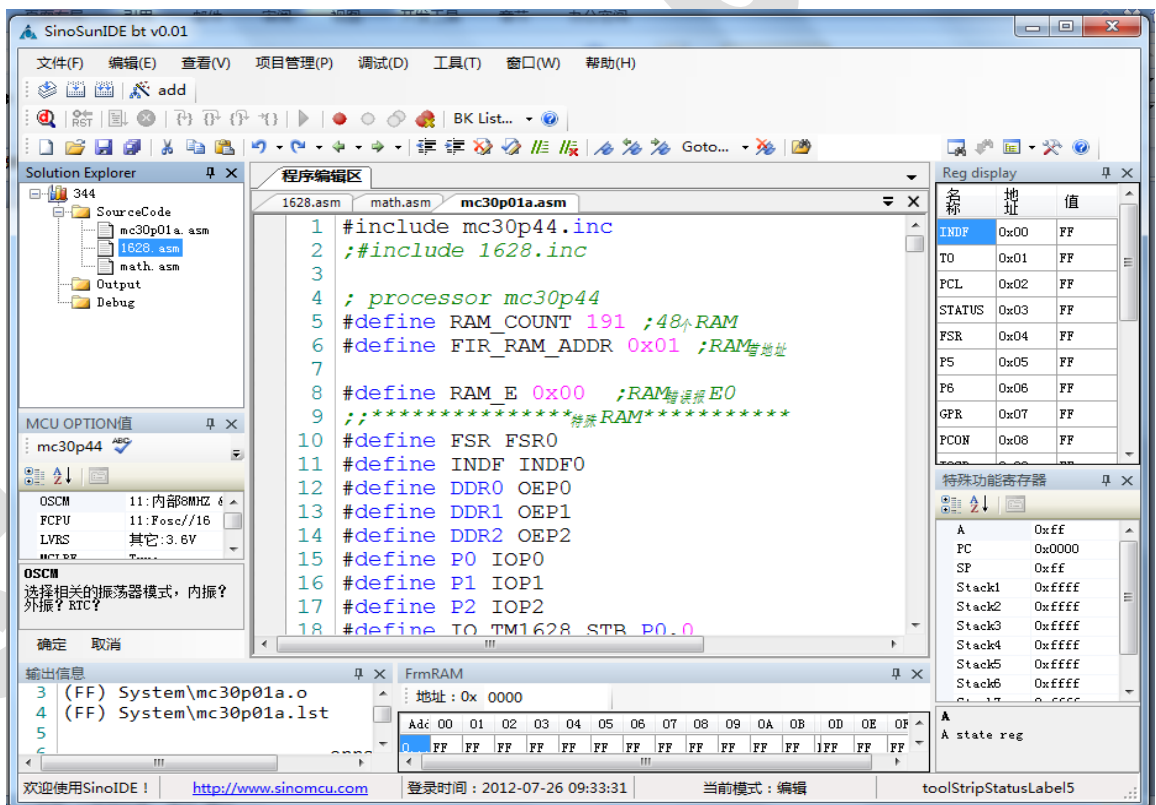 SinoSunIDE bt v0.01
文件(F) 编辑(E) 查看(V) 项目管理(P) 调试(D) 工具(T) 窗口(W) 帮助(H)
add
RST BK List...
Goto...
Solution Explorer
344
SourceCode
mc30p01a.asm
1628.asm
math.asm
Output
Debug
MCU OPTION值
mc30p44
OSCM 11:内部8MHZ
FCPU 11:Fosc//16
LVRS 其它:3.6V
OSCM
选择相关的振荡器模式，内振？
外振？RTC？
确定 取消
程序编辑区
1628.asm math.asm mc30p01a.asm
1 #include mc30p44.inc
2 ;#include 1628.inc
3
4 ; processor mc30p44
5 #define RAM_COUNT 191 ;48个RAM
6 #define FIR_RAM_ADDR 0x01 ;RAM首地址
7
8 #define RAM_E 0x00 ;RAM错误报E0
9 ;;***************特殊RAM***********
10 #define FSR FSR0
11 #define INDF INDF0
12 #define DDR0 OEP0
13 #define DDR1 OEP1
14 #define DDR2 OEP2
15 #define P0 IOP0
16 #define P1 IOP1
17 #define P2 IOP2
18 #define IO_TM1628_STB P0.0
Reg display
名称 地址 值
INDF 0x00 FF
T0 0x01 FF
PCL 0x02 FF
STATUS 0x03 FF
FSR 0x04 FF
P5 0x05 FF
P6 0x06 FF
GPR 0x07 FF
PCON 0x08 FF
特殊功能寄存器
A 0xff
PC 0x0000
SP 0xff
Stack1 0xffff
Stack2 0xffff
Stack3 0xffff
Stack4 0xffff
Stack5 0xffff
Stack6 0xffff
A
A state reg
输出信息
3 (FF) System\mc30p01a.o
4 (FF) System\mc30p01a.lst
5
6
FrmRAM
地址：0x 0000
Adc 00 01 02 03 04 05 06 07 08 09 0A 0B 0D 0E 0F
0... FF FF FF FF FF FF FF FF FF FF FF FF 1FF FF FF
欢迎使用SinoIDE！ http://www.sinomcu.com 登录时间：2012-07-26 09:33:31 当前模式：编辑 toolStripStatusLabel5